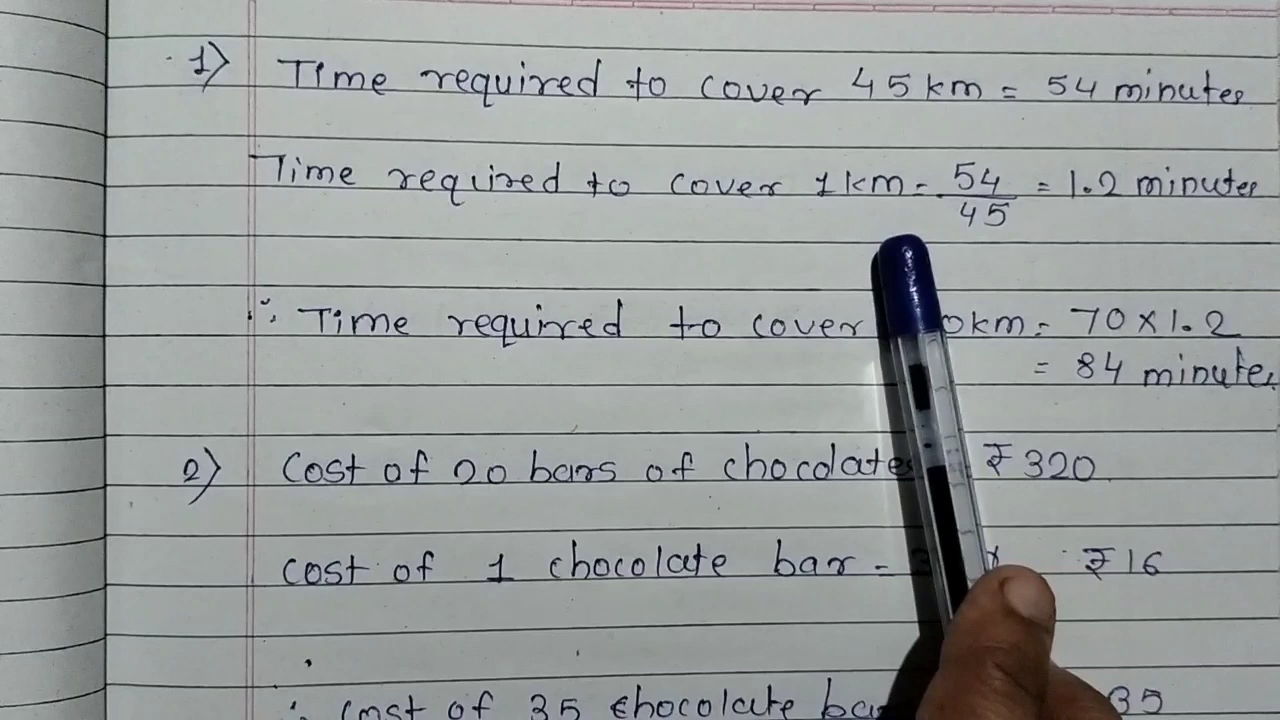 1) Time required to cover 45 km = 54 minutes
Time required to cover 1 km = 54/45 = 1.2 minutes
∴ Time required to cover 0 km = 70 × 1.2
= 84 minutes
2) Cost of 20 bars of chocolates ₹ 320
cost of 1 chocolate bar = ₹ 16
∴ cost of 35 chocolate 35